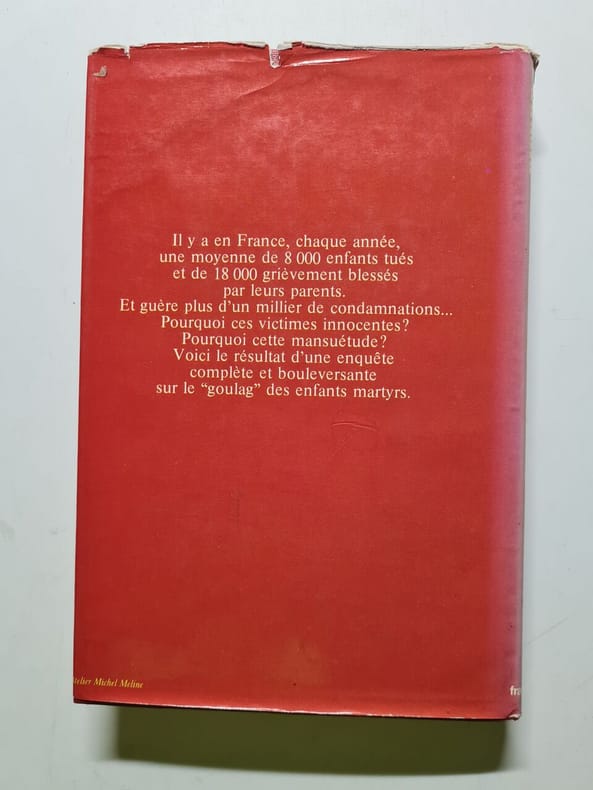 Il y a en France, chaque année,
une moyenne de 8 000 enfants tués
et de 18 000 grièvement blessés
par leurs parents.
Et guère plus d'un millier de condamnations...
Pourquoi ces victimes innocentes?
Pourquoi cette mansuétude?
Voici le résultat d'une enquête
complète et bouleversante
sur le “goulag” des enfants martyrs.
Michel Meline